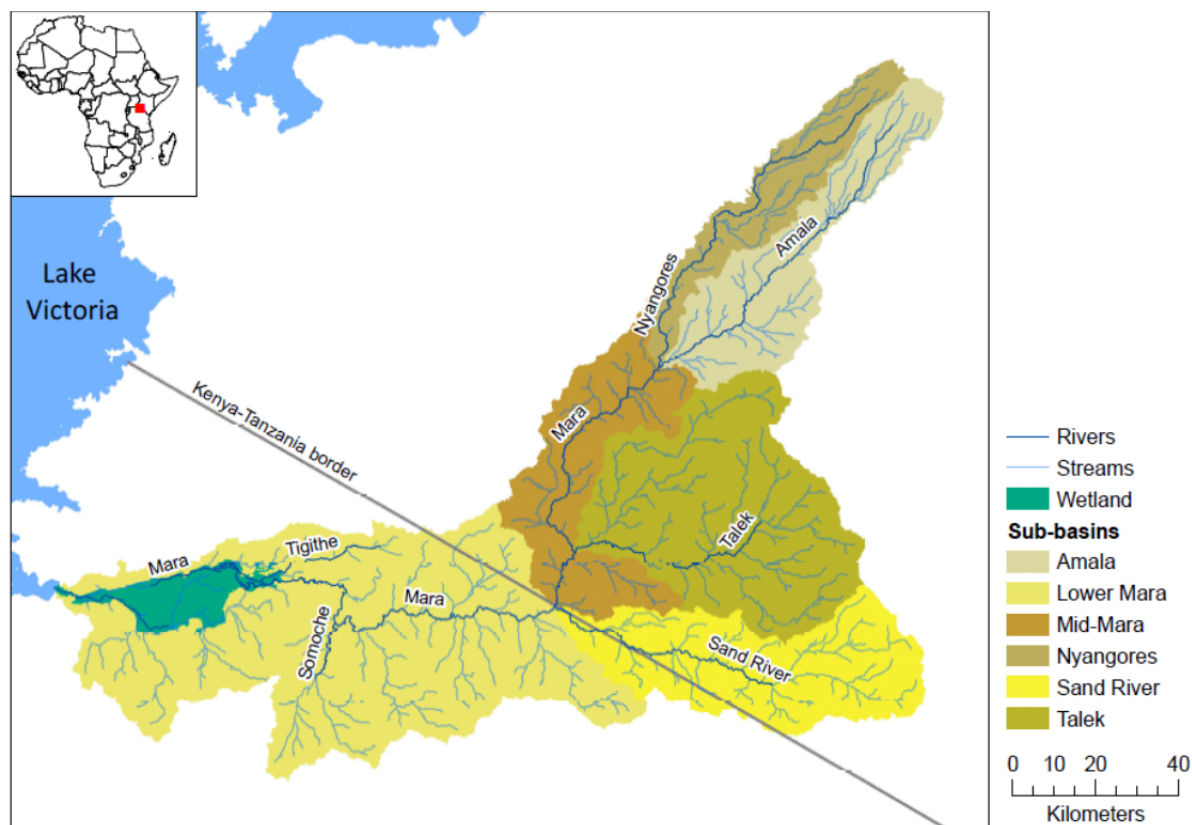 Lake
Victoria
Kenya-Tanzania border
Nyangores
Amala
Mara
Talek
Sand River
Mara
Tigithe
Mara
Somoche
Rivers
Streams
Wetland
Sub-basins
Amala
Lower Mara
Mid-Mara
Nyangores
Sand River
Talek
0 10 20 40
Kilometers